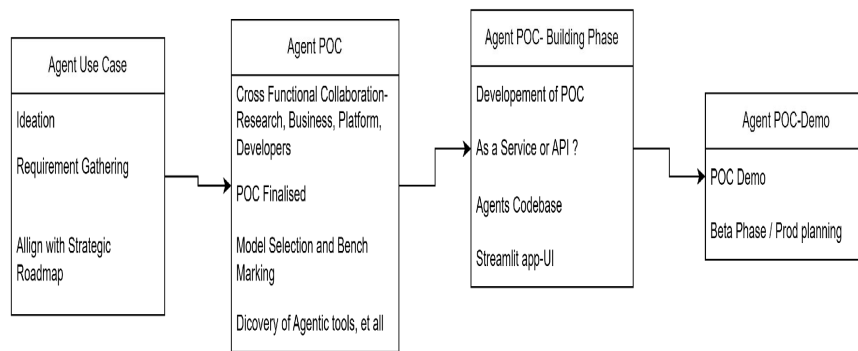 Agent Use Case
Ideation
Requirement Gathering
Allign with Strategic
Roadmap
Agent POC
Cross Functional Collaboration-
Research, Business, Platform,
Developers
POC Finalised
Model Selection and Bench
Marking
Dicovery of Agentic tools, et all
Agent POC- Building Phase
Developement of POC
As a Service or API ?
Agents Codebase
Streamlit app-UI
Agent POC-Demo
POC Demo
Beta Phase / Prod planning